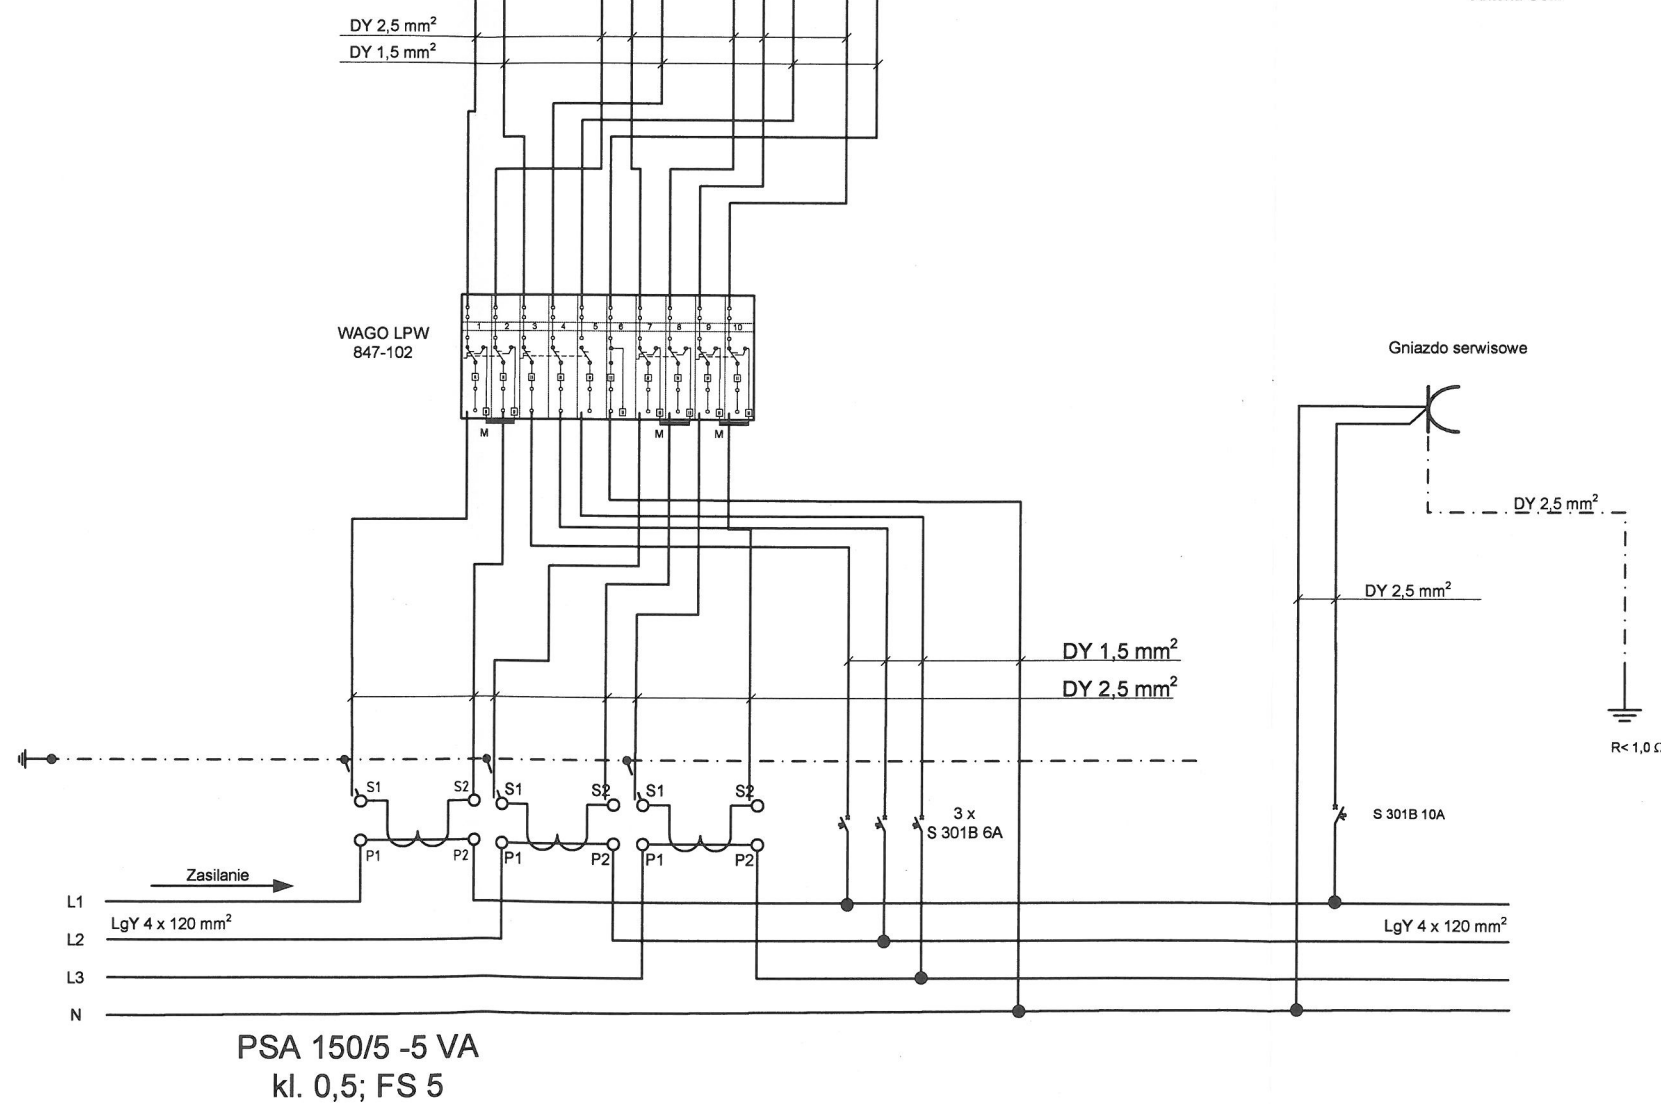 DY 2,5 mm²
DY 1,5 mm²
WAGO LPW
847-102
1 2 3 4 5 6 7 8 9 10
M M M
Gniazdo serwisowe
DY 2,5 mm²
DY 2,5 mm²
DY 1,5 mm²
DY 2,5 mm²
R< 1,0 Ω
S1 S2 S1 S2 S1 S2
3 x
S 301B 6A
S 301B 10A
P1 P2 P1 P2 P1 P2
Zasilanie
L1
LgY 4 x 120 mm²
LgY 4 x 120 mm²
L2
L3
N
PSA 150/5 -5 VA
kl. 0,5; FS 5